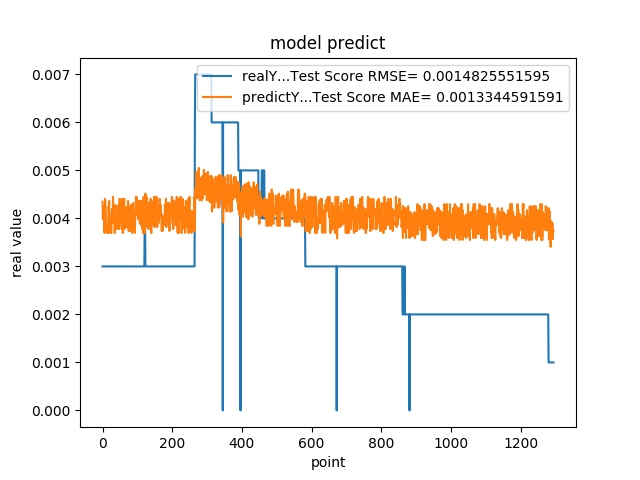 model predict
realY...Test Score RMSE= 0.0014825551595
predictY...Test Score MAE= 0.0013344591591
0.007
0.006
0.005
0.004
0.003
0.002
0.001
0.000
real value
0 200 400 600 800 1000 1200
point